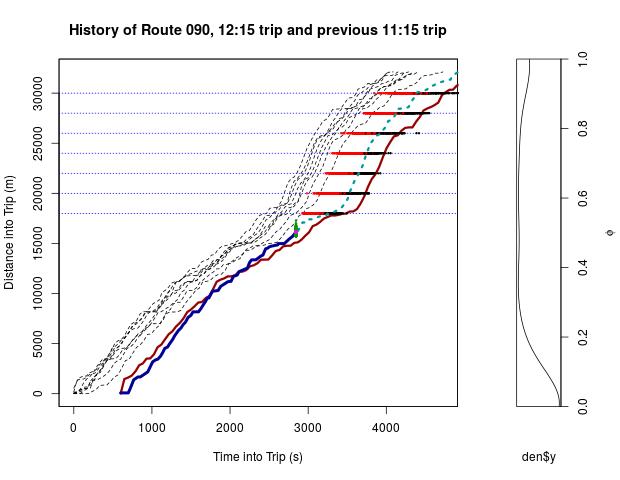 History of Route 090, 12:15 trip and previous 11:15 trip
Distance Into Trip (m)
30000
25000
20000
15000
10000
5000
0
0 1000 2000 3000 4000
Time into Trip (s)
1.0
0.8
0.6
0.4
0.2
0.0
ϕ
den$y